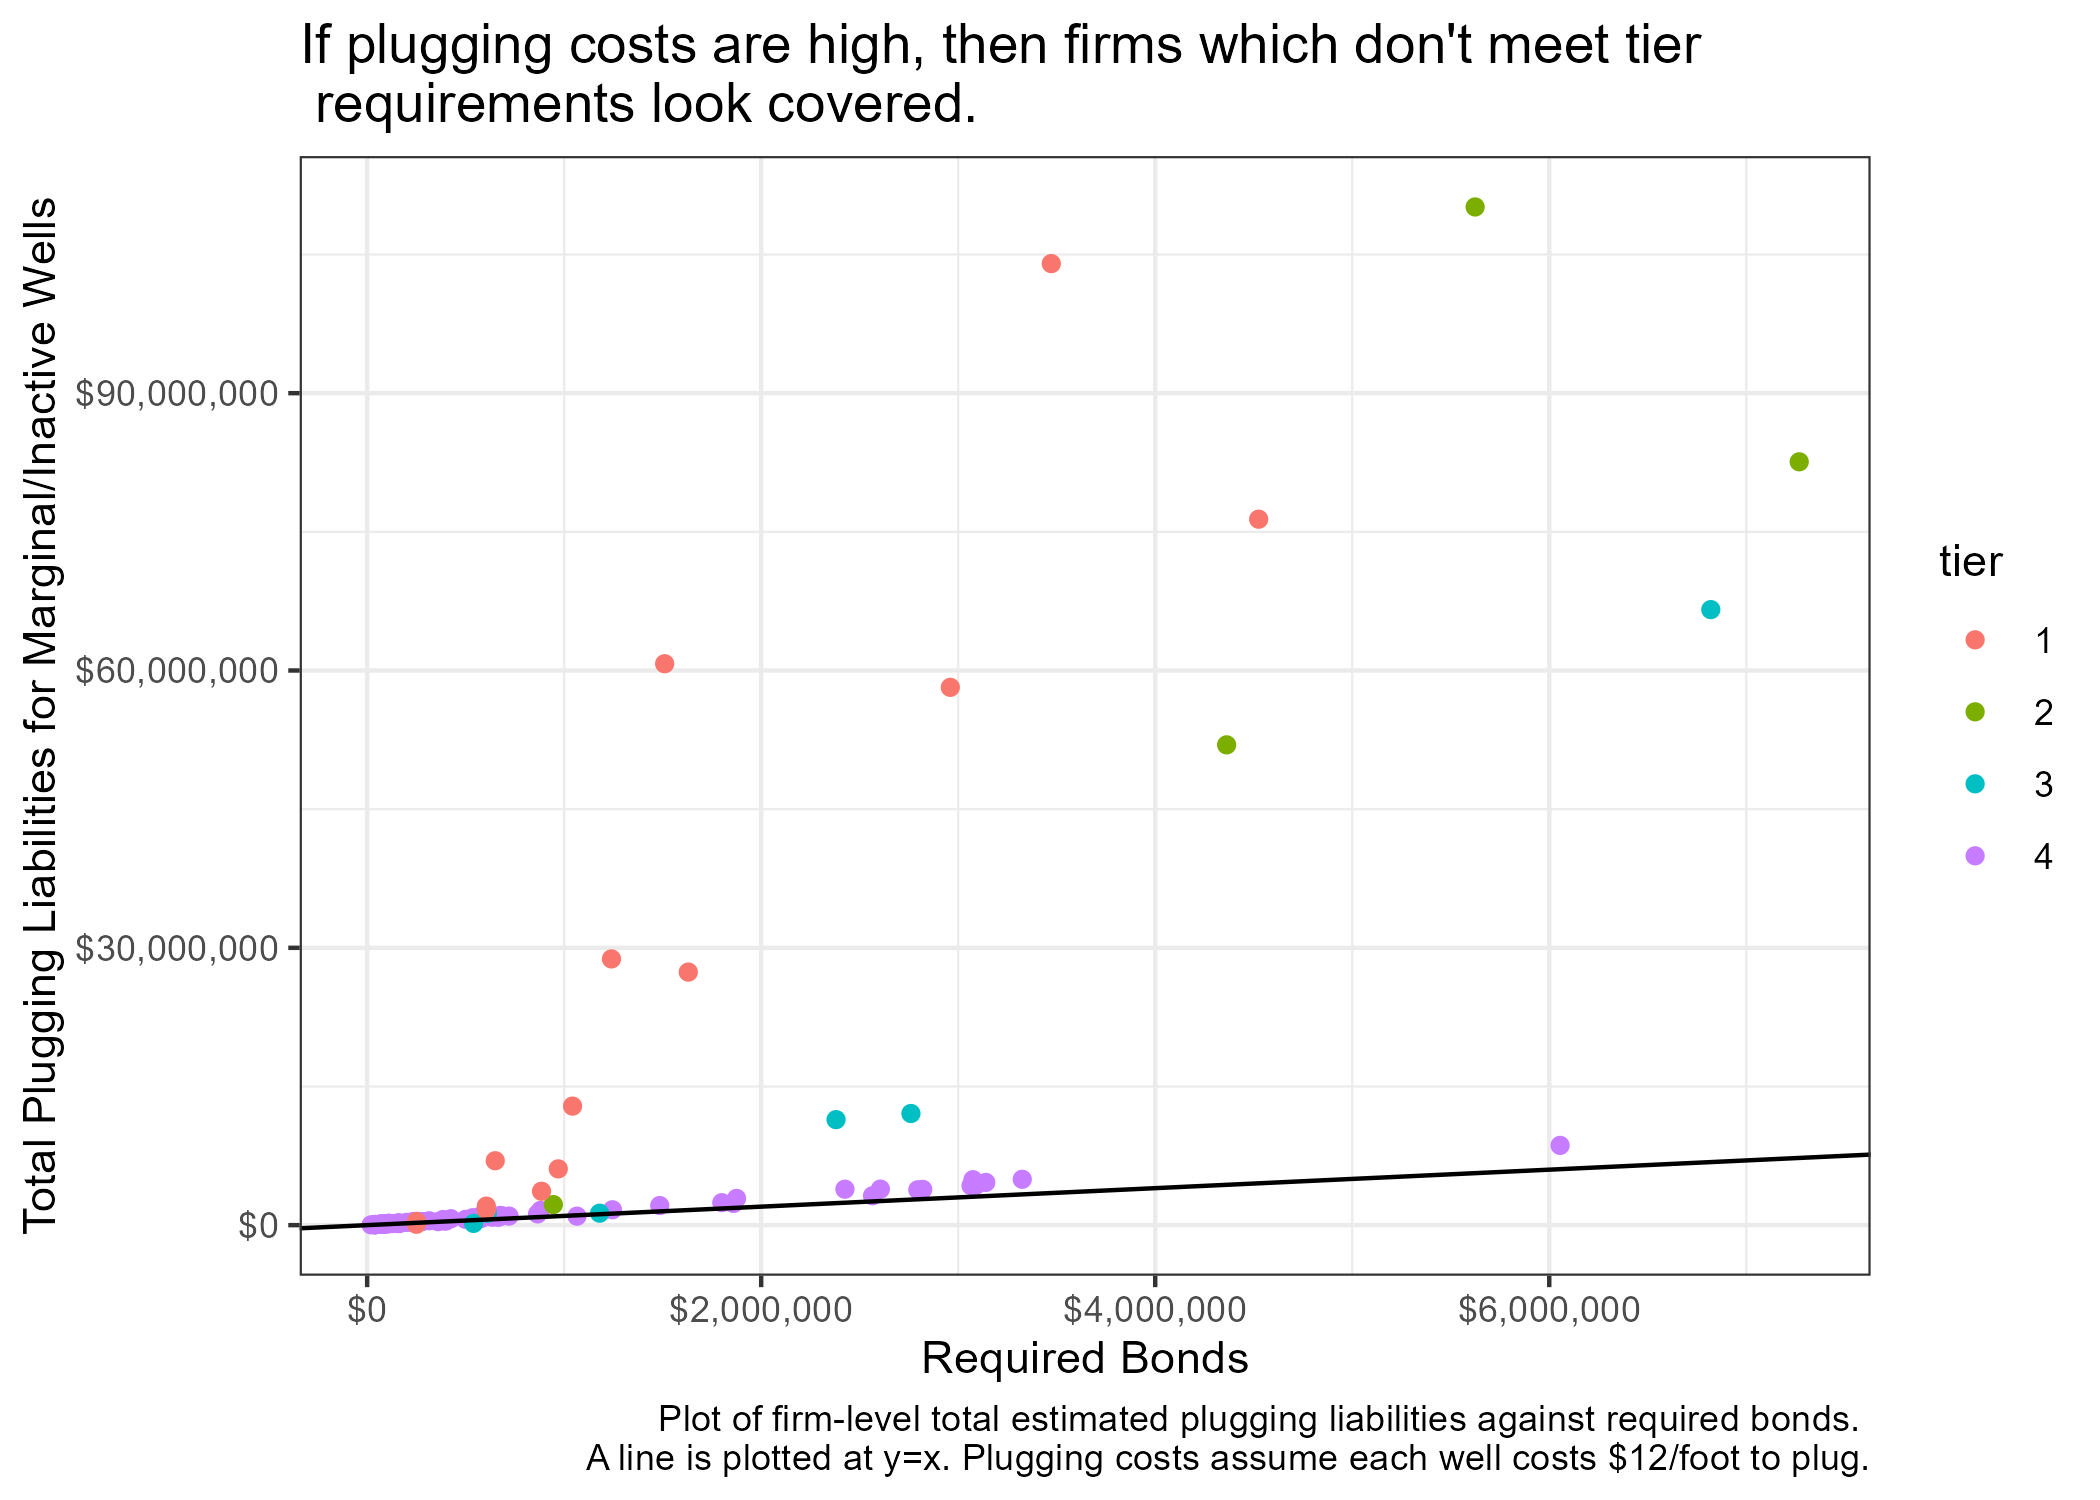 If plugging costs are high, then firms which don't meet tier
requirements look covered.
Total Plugging Liabilities for Marginal/Inactive Wells
$90,000,000
$60,000,000
$30,000,000
$0
$0
$2,000,000
$4,000,000
$6,000,000
Required Bonds
tier
1
2
3
4
Plot of firm-level total estimated plugging liabilities against required bonds.
A line is plotted at y=x. Plugging costs assume each well costs $12/foot to plug.